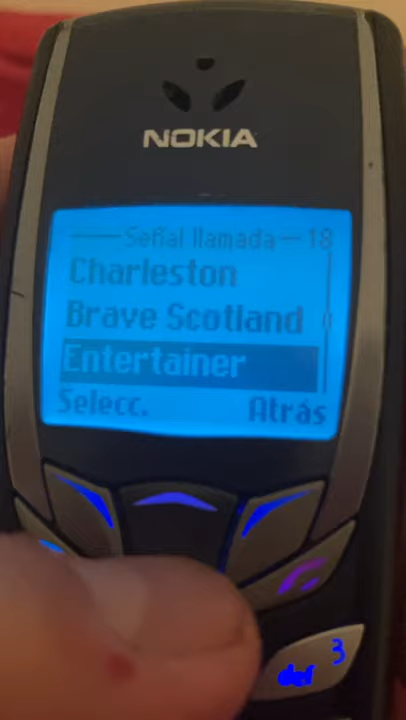 NOKIA
Señal llamada 18
Charleston
Brave Scotland
Entertainer
Selecc. Atrás
def 3